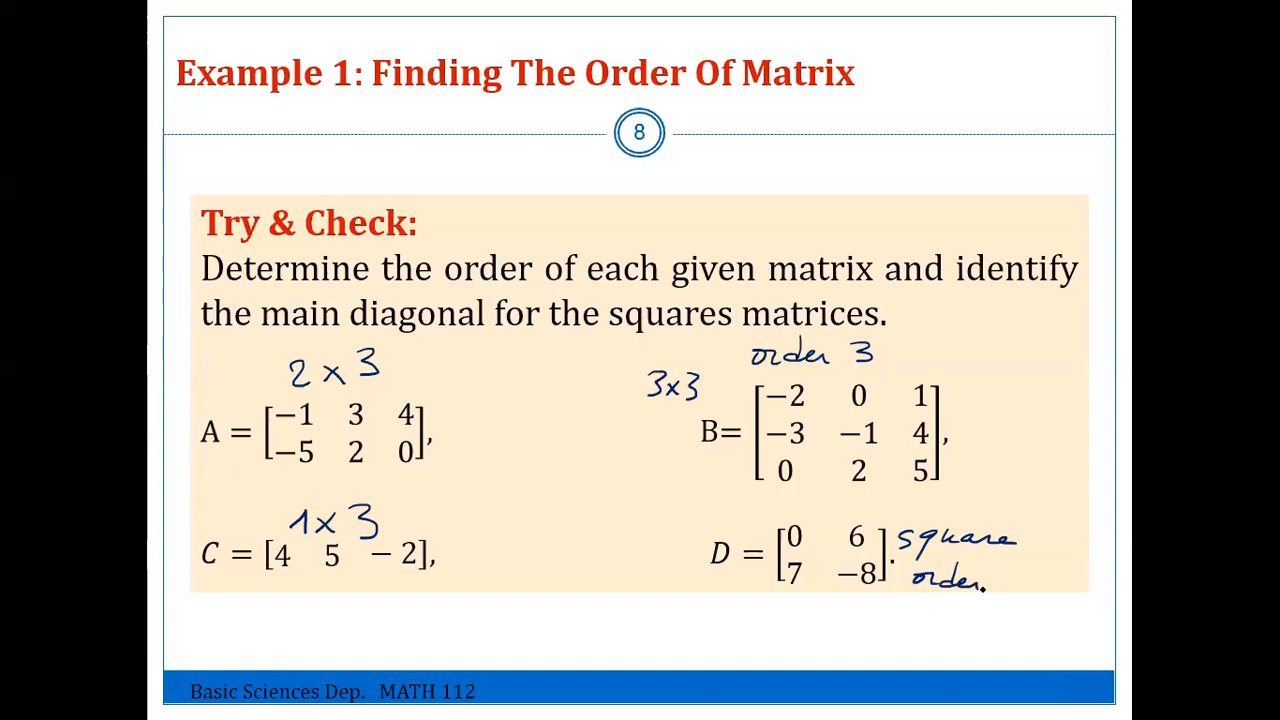 Example 1: Finding The Order Of Matrix
8
Try & Check:
Determine the order of each given matrix and identify
the main diagonal for the squares matrices.
2 x 3
A = [−1 3 4
−5 2 0],
3x3
order 3
B= [−2 0 1
−3 −1 4
0 2 5],
1 x 3
C = [4 5 − 2],
D = [0 6
7 −8].
square
order
Basic Sciences Dep. MATH 112